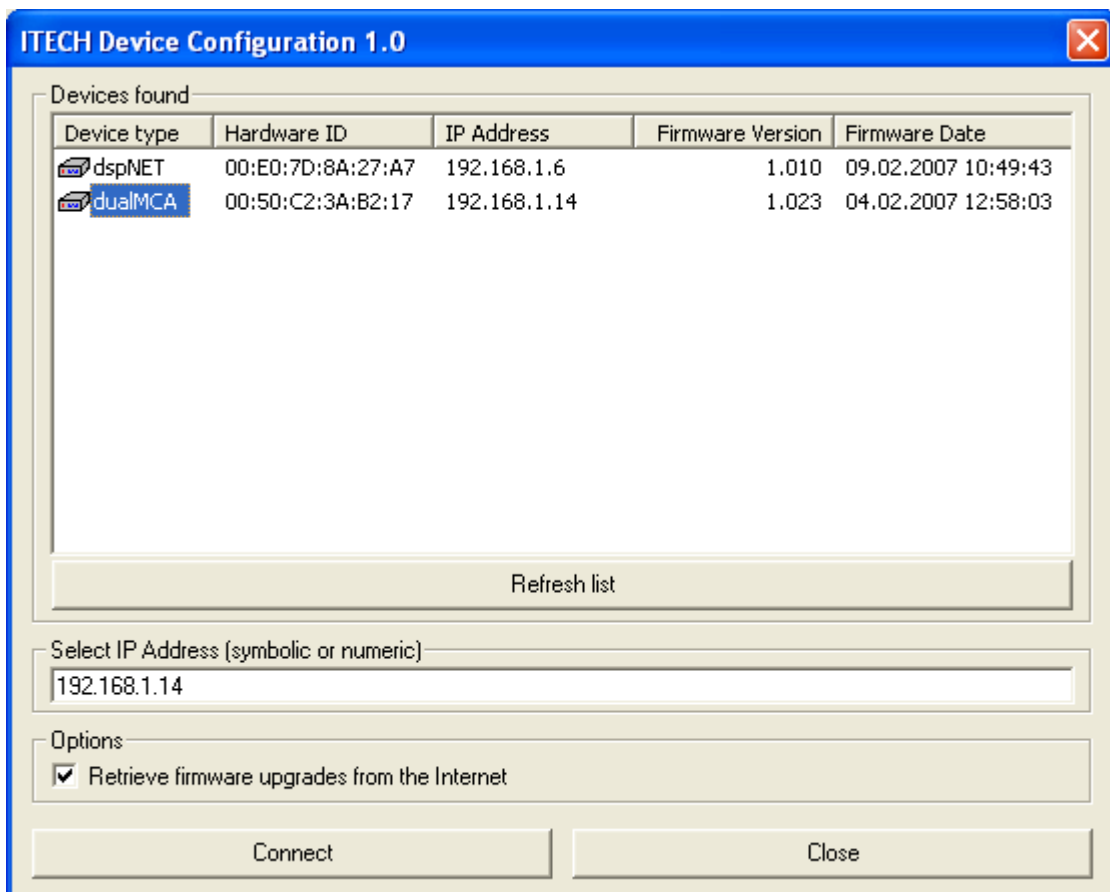 ITECH Device Configuration 1.0
Devices found
Device type Hardware ID IP Address Firmware Version Firmware Date
dspNET 00:E0:7D:8A:27:A7 192.168.1.6 1.010 09.02.2007 10:49:43
dualMCA 00:50:C2:3A:B2:17 192.168.1.14 1.023 04.02.2007 12:58:03
Refresh list
Select IP Address (symbolic or numeric)
192.168.1.14
Options
Retrieve firmware upgrades from the Internet
Connect Close